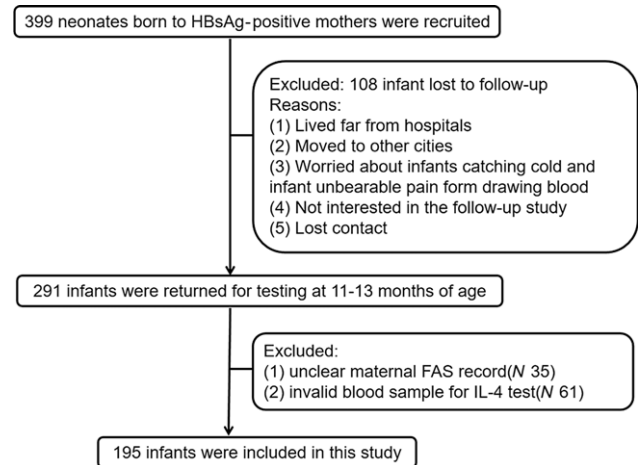 399 neonates born to HBsAg-positive mothers were recruited
Excluded: 108 infant lost to follow-up
Reasons:
(1) Lived far from hospitals
(2) Moved to other cities
(3) Worried about infants catching cold and
infant unbearable pain form drawing blood
(4) Not interested in the follow-up study
(5) Lost contact
291 infants were returned for testing at 11-13 months of age
Excluded:
(1) unclear maternal FAS record(N 35)
(2) invalid blood sample for IL-4 test(N 61)
195 infants were included in this study